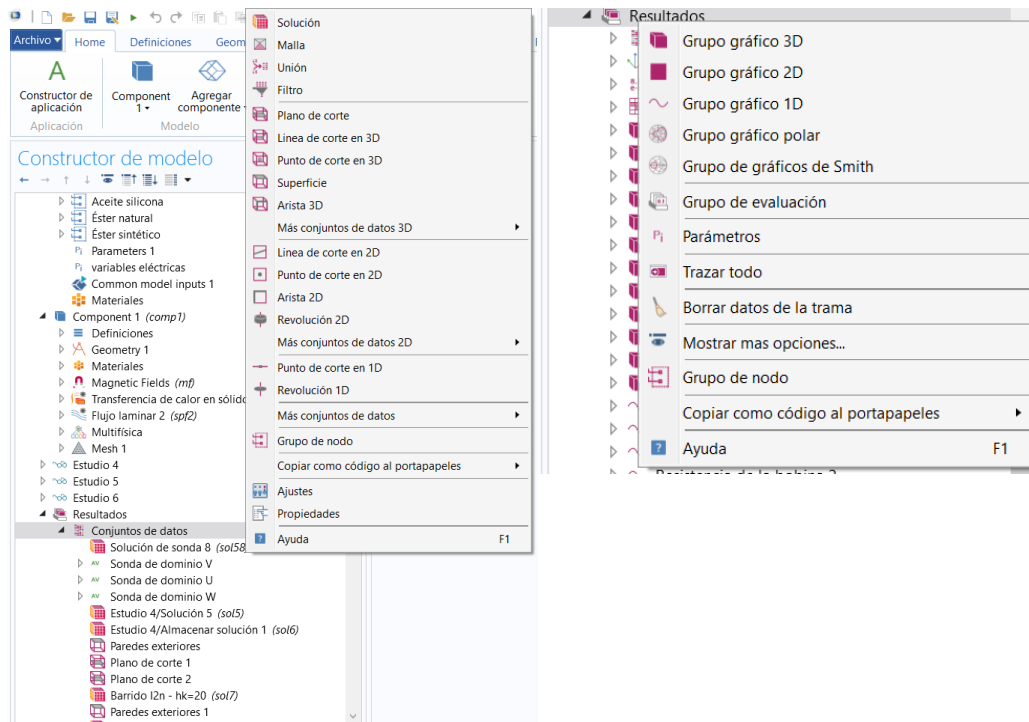 Archivo
Home
Definiciones
Geom
A
Constructor de
aplicación
Component
1
Agregar
componente
Aplicación
Modelo
Constructor de modelo
Aceite silicona
Éster natural
Éster sintético
Pi Parameters 1
Pi variables eléctricas
Common model inputs 1
Materiales
Component 1 (comp1)
Definiciones
Geometry 1
Materiales
Magnetic Fields (mf)
Transferencia de calor en sólido
Flujo laminar 2 (spf2)
Multifísica
Mesh 1
Estudio 4
Estudio 5
Estudio 6
Resultados
Conjuntos de datos
Solución de sonda 8 (sol58)
AV Sonda de dominio V
AV Sonda de dominio U
AV Sonda de dominio W
Estudio 4/Solución 5 (sol5)
Estudio 4/Almacenar solución 1 (sol6)
Paredes exteriores
Plano de corte 1
Plano de corte 2
Barrido I2n - hk=20 (sol7)
Paredes exteriores 1
Solución
Malla
Unión
Filtro
Plano de corte
Linea de corte en 3D
Punto de corte en 3D
Superficie
Arista 3D
Más conjuntos de datos 3D
Linea de corte en 2D
Punto de corte en 2D
Arista 2D
Revolución 2D
Más conjuntos de datos 2D
Punto de corte en 1D
Revolución 1D
Más conjuntos de datos
Grupo de nodo
Copiar como código al portapapeles
Ajustes
Propiedades
? Ayuda F1
Resultados
Grupo gráfico 3D
Grupo gráfico 2D
Grupo gráfico 1D
Grupo gráfico polar
Grupo de gráficos de Smith
Grupo de evaluación
Pi Parámetros
Trazar todo
Borrar datos de la trama
Mostrar mas opciones...
Grupo de nodo
Copiar como código al portapapeles
? Ayuda F1
Resistencia de la bobina 2